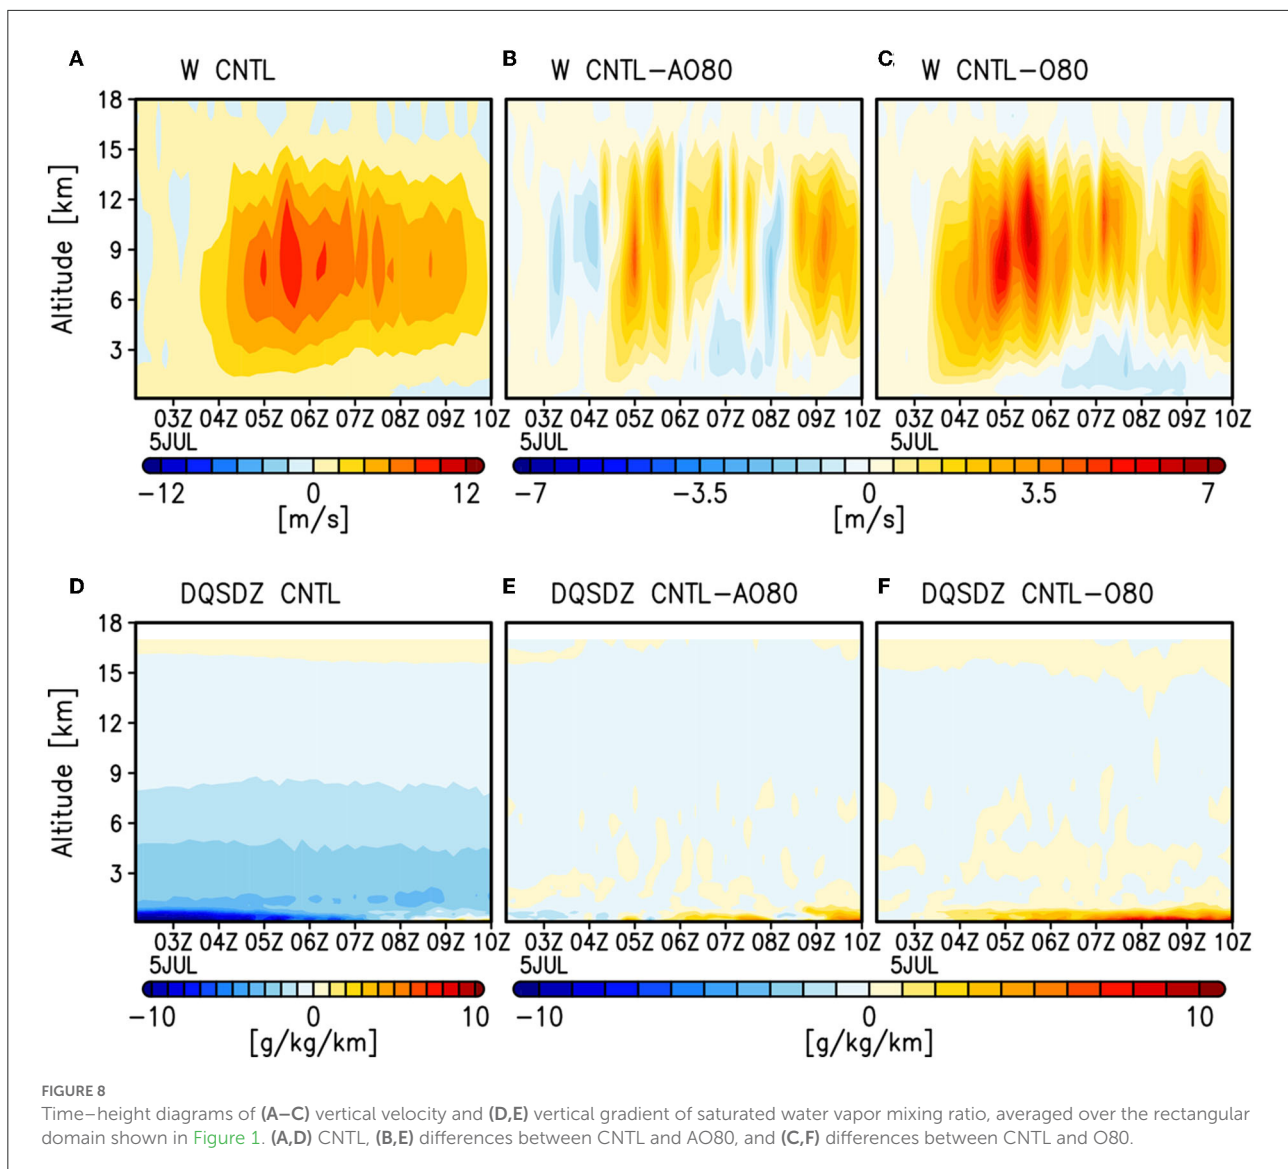 A
W CNTL
B
W CNTL-AO80
C
W CNTL-O80
18
15
12
9
6
3
Altitude [km]
03Z 04Z 05Z 06Z 07Z 08Z 09Z 10Z
5JUL
03Z 04Z 05Z 06Z 07Z 08Z 09Z 10Z
5JUL
03Z 04Z 05Z 06Z 07Z 08Z 09Z 10Z
5JUL
-12 0 12
[m/s]
-7 -3.5 0 3.5 7
[m/s]
D
DQSDZ CNTL
E
DQSDZ CNTL-AO80
F
DQSDZ CNTL-O80
18
15
12
9
6
3
Altitude [km]
03Z 04Z 05Z 06Z 07Z 08Z 09Z 10Z
5JUL
03Z 04Z 05Z 06Z 07Z 08Z 09Z 10Z
5JUL
03Z 04Z 05Z 06Z 07Z 08Z 09Z 10Z
5JUL
-10 0 10
[g/kg/km]
-10 0 10
[g/kg/km]
FIGURE 8
Time–height diagrams of (A–C) vertical velocity and (D,E) vertical gradient of saturated water vapor mixing ratio, averaged over the rectangular
domain shown in Figure 1. (A,D) CNTL, (B,E) differences between CNTL and AO80, and (C,F) differences between CNTL and O80.